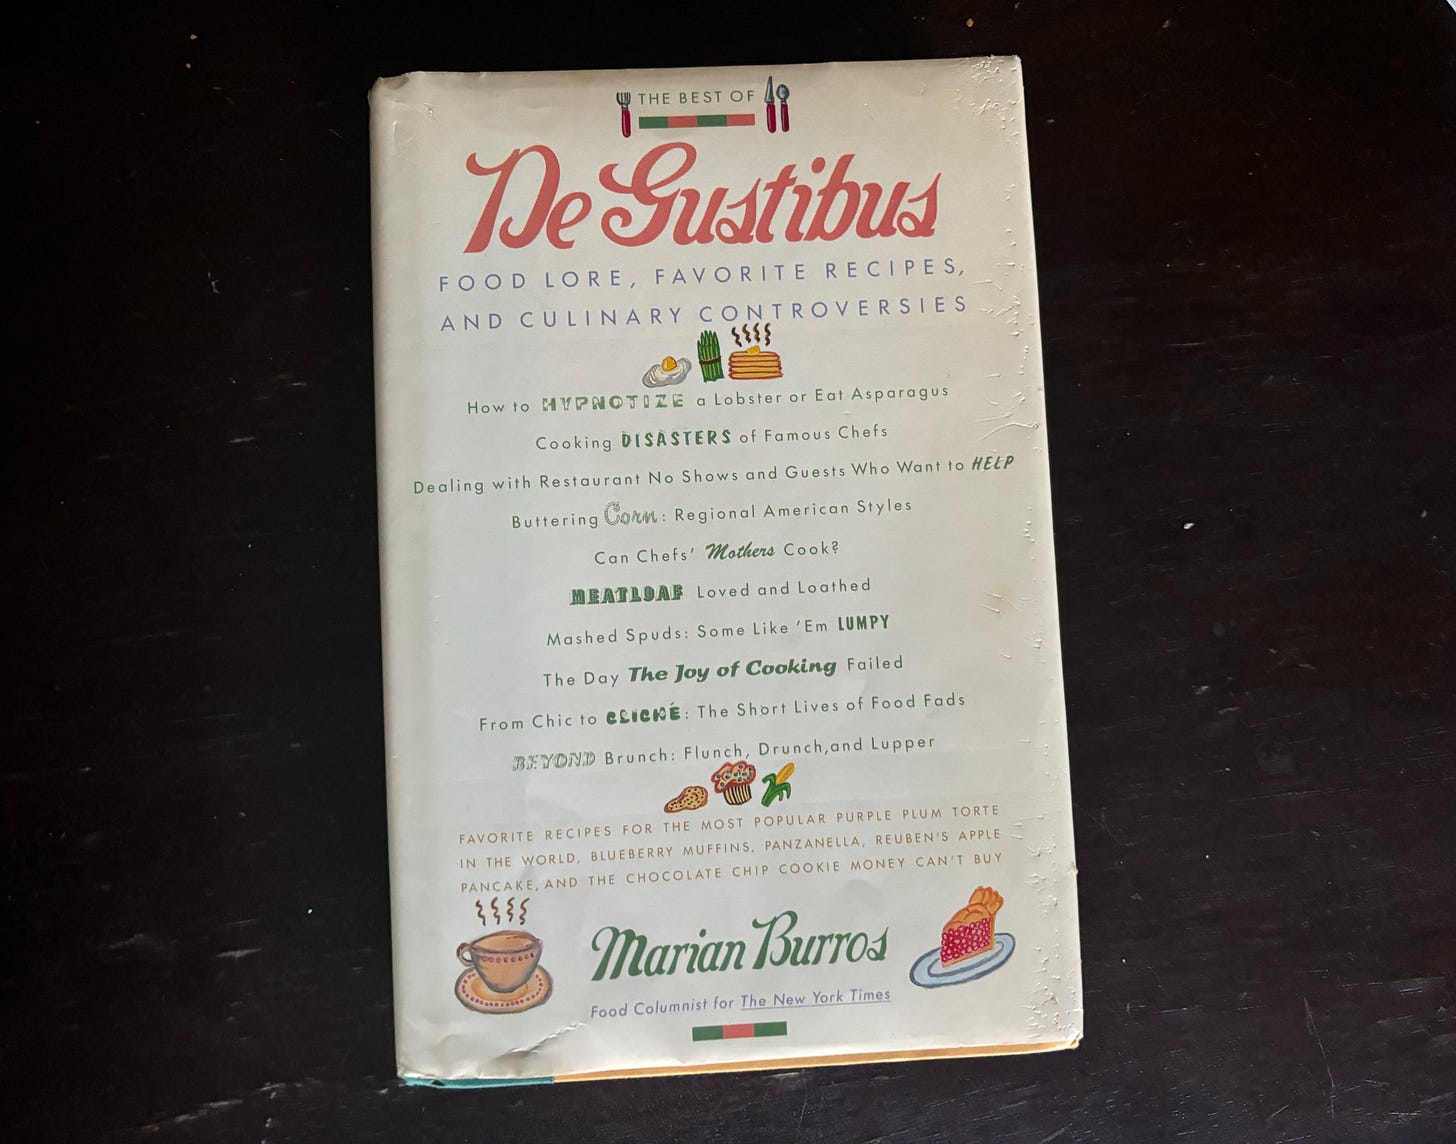 THE BEST OF
De Gustibus
FOOD LORE, FAVORITE RECIPES,
AND CULINARY CONTROVERSIES
How to HYPNOTIZE a Lobster or Eat Asparagus
Cooking DISASTERS of Famous Chefs
Dealing with Restaurant No Shows and Guests Who Want to HELP
Buttering Corn: Regional American Styles
Can Chefs' Mothers Cook?
MEATLOAF Loved and Loathed
Mashed Spuds: Some Like 'Em LUMPY
The Day The Joy of Cooking Failed
From Chic to CLICHÉ: The Short Lives of Food Fads
BEYOND Brunch: Flunch, Drunch,and Lupper
FAVORITE RECIPES FOR THE MOST POPULAR PURPLE PLUM TORTE
IN THE WORLD, BLUEBERRY MUFFINS, PANZANELLA, REUBEN'S APPLE
PANCAKE, AND THE CHOCOLATE CHIP COOKIE MONEY CAN'T BUY
Marian Burros
Food Columnist for The New York Times